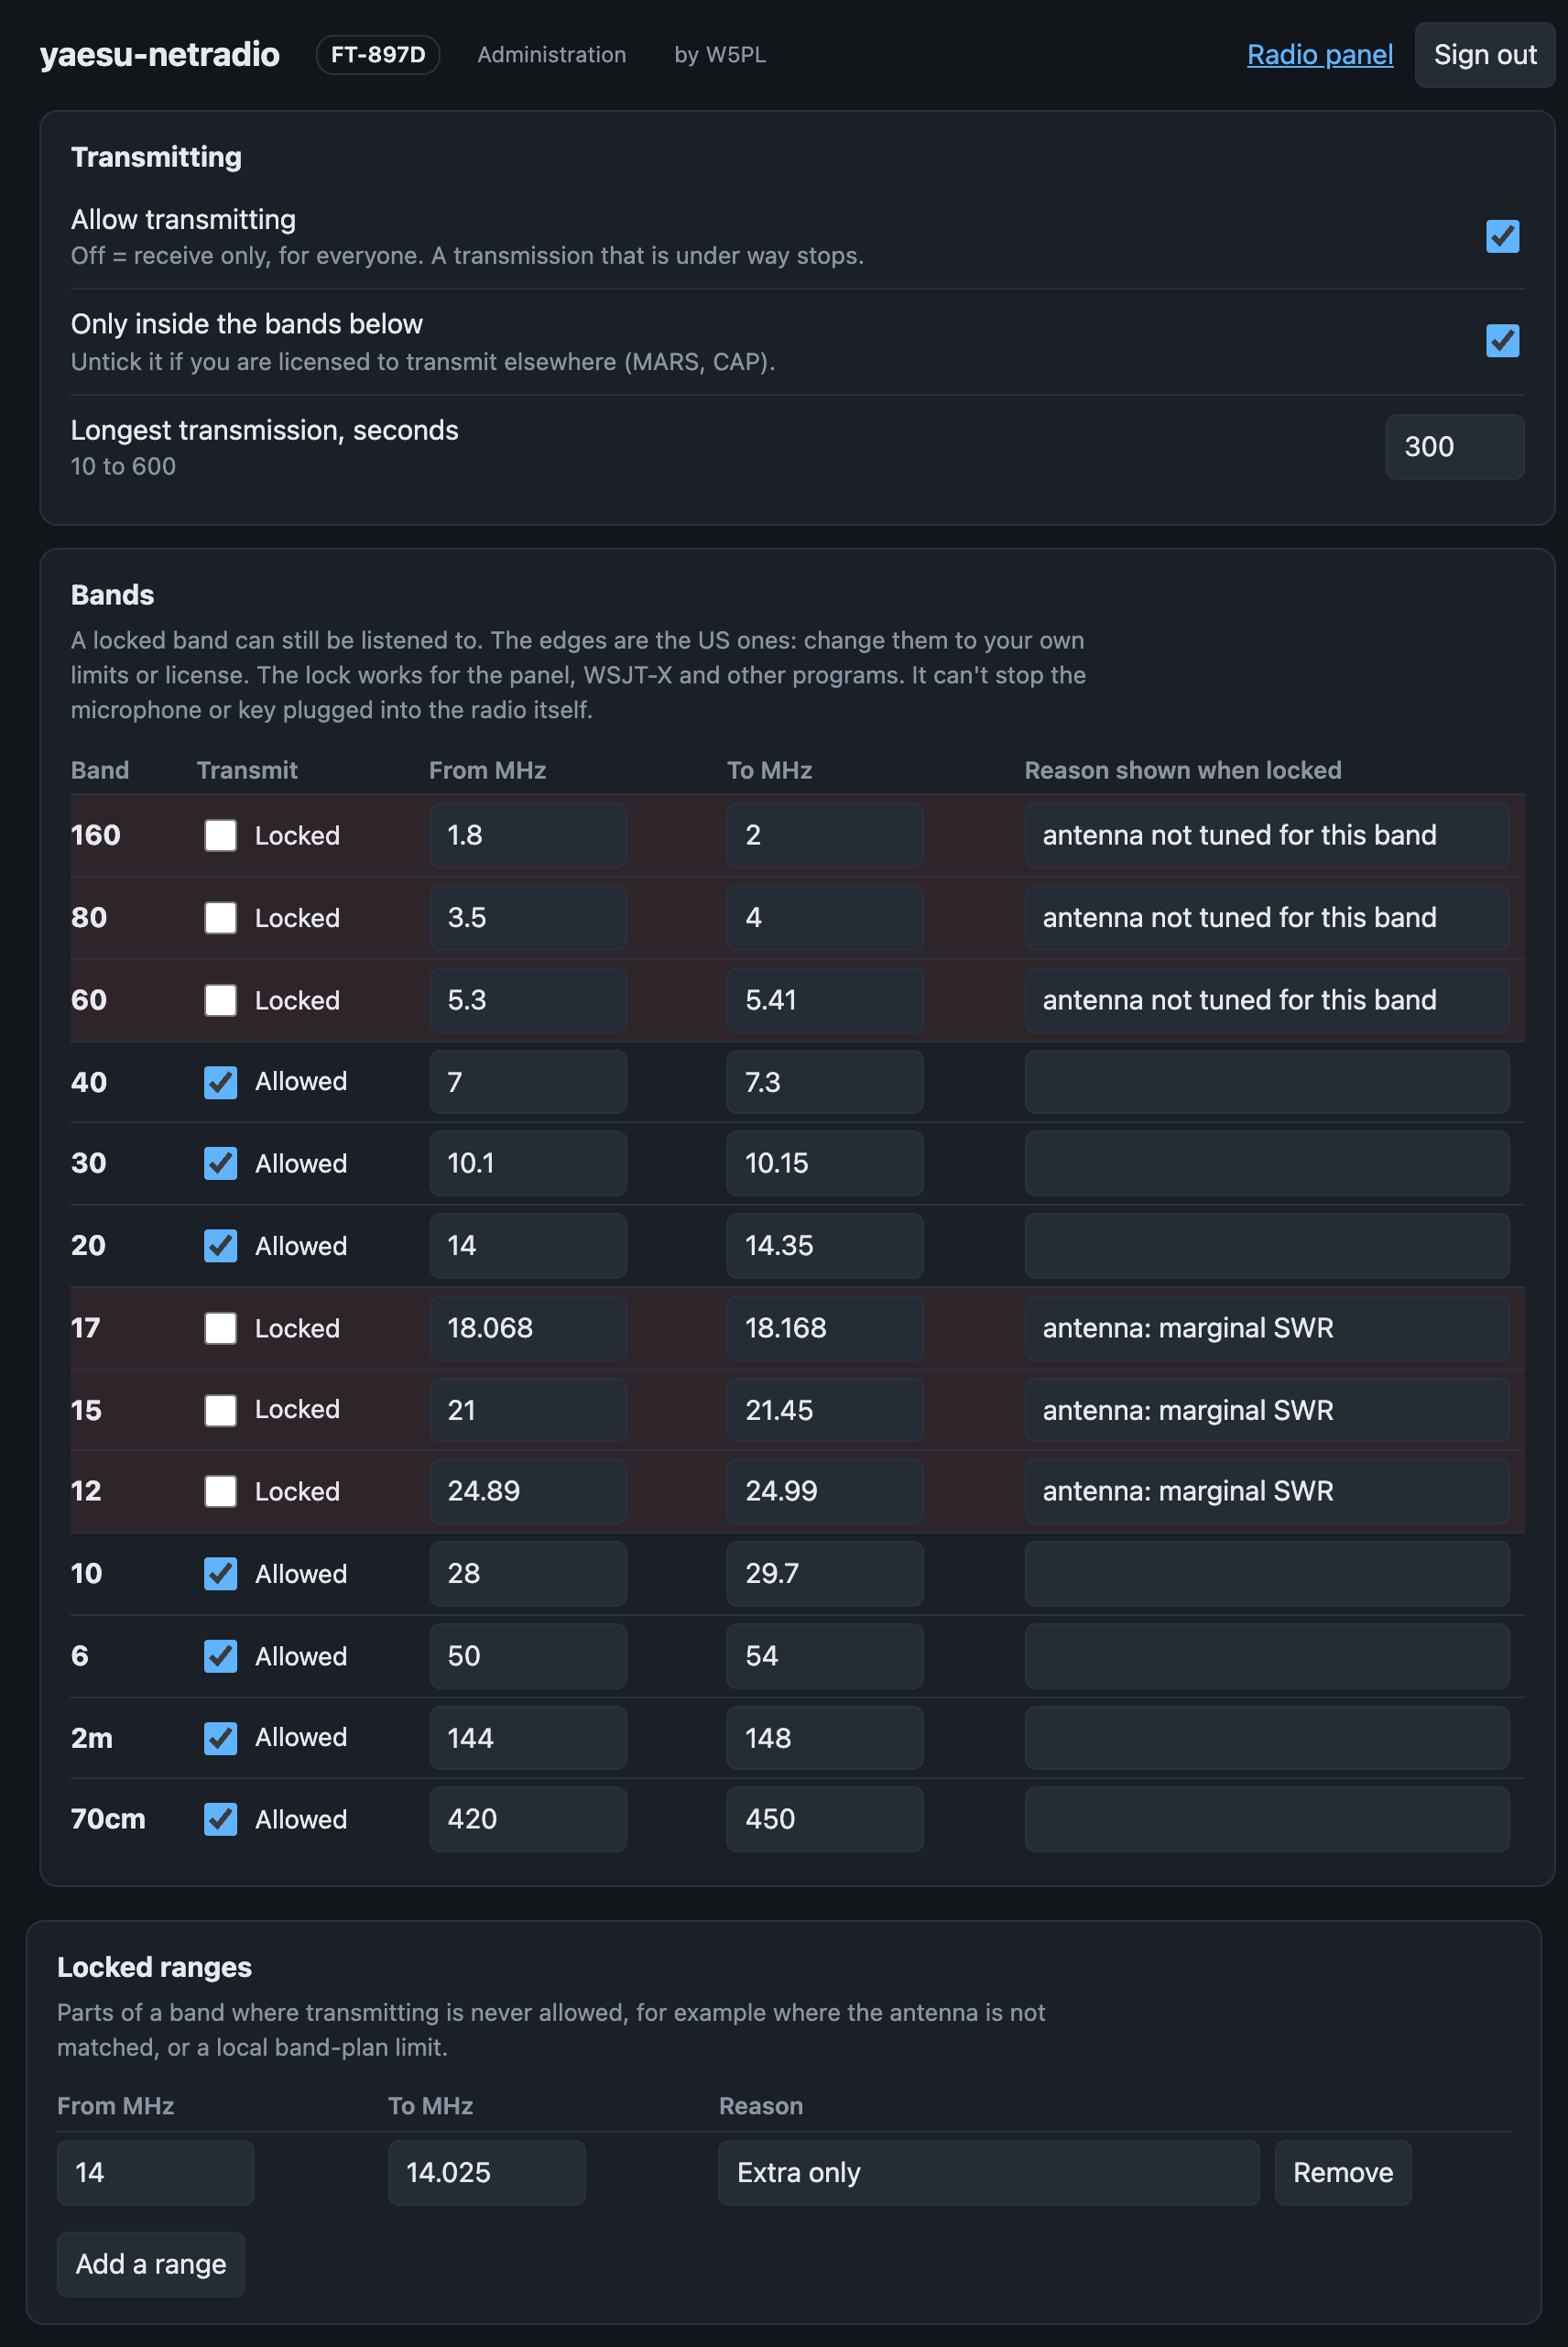 yaesu-netradio FT-897D Administration by W5PL Radio panel Sign out
Transmitting
Allow transmitting
Off = receive only, for everyone. A transmission that is under way stops.
Only inside the bands below
Untick it if you are licensed to transmit elsewhere (MARS, CAP).
Longest transmission, seconds
10 to 600
300
Bands
A locked band can still be listened to. The edges are the US ones: change them to your own
limits or license. The lock works for the panel, WSJT-X and other programs. It can't stop the
microphone or key plugged into the radio itself.
Band Transmit From MHz To MHz Reason shown when locked
160 Locked 1.8 2 antenna not tuned for this band
80 Locked 3.5 4 antenna not tuned for this band
60 Locked 5.3 5.41 antenna not tuned for this band
40 Allowed 7 7.3
30 Allowed 10.1 10.15
20 Allowed 14 14.35
17 Locked 18.068 18.168 antenna: marginal SWR
15 Locked 21 21.45 antenna: marginal SWR
12 Locked 24.89 24.99 antenna: marginal SWR
10 Allowed 28 29.7
6 Allowed 50 54
2m Allowed 144 148
70cm Allowed 420 450
Locked ranges
Parts of a band where transmitting is never allowed, for example where the antenna is not
matched, or a local band-plan limit.
From MHz To MHz Reason
14 14.025 Extra only Remove
Add a range